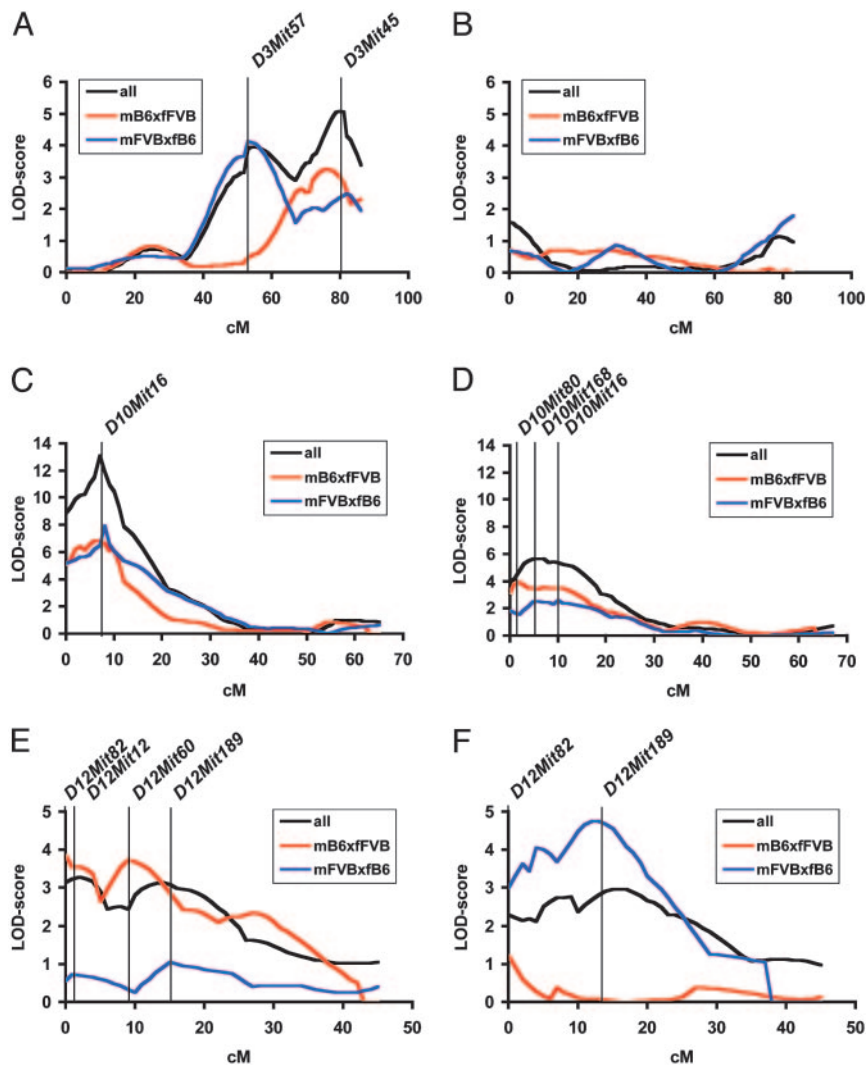 A
D3Mit57
D3Mit45
6
5
4
3
2
1
0
LOD-score
all
mB6xfFVB
mFVBxfB6
0 20 40 60 80 100
cM
B
6
5
4
3
2
1
0
LOD-score
all
mB6xfFVB
mFVBxfB6
0 20 40 60 80 100
cM
C
D10Mit16
14
12
10
8
6
4
2
0
LOD-score
all
mB6xfFVB
mFVBxfB6
0 10 20 30 40 50 60 70
cM
D
D10Mit80
D10Mit168
D10Mit16
14
12
10
8
6
4
2
0
LOD-score
all
mB6xfFVB
mFVBxfB6
0 10 20 30 40 50 60 70
cM
E
D12Mit82
D12Mit12
D12Mit60
D12Mit189
5
4
3
2
1
0
LOD-score
all
mB6xfFVB
mFVBxfB6
0 10 20 30 40 50
cM
F
D12Mit82
D12Mit189
5
4
3
2
1
0
LOD-score
all
mB6xfFVB
mFVBxfB6
0 10 20 30 40 50
cM